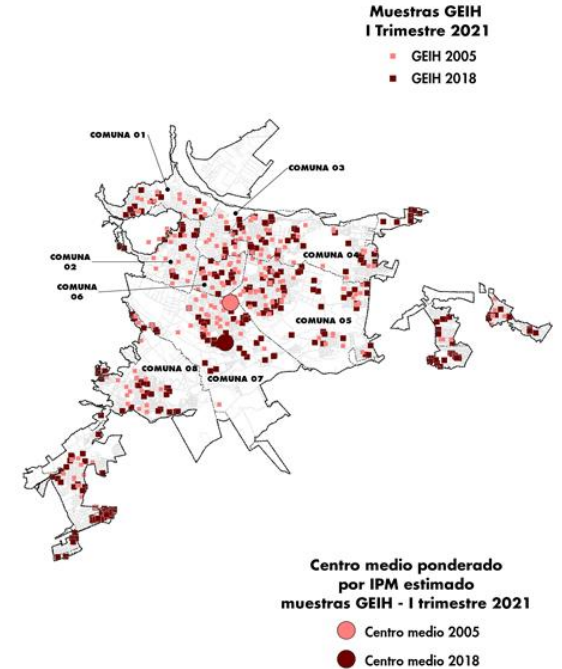 Muestras GEIH
I Trimestre 2021
GEIH 2005
GEIH 2018
COMUNA 01
COMUNA 03
COMUNA
02
COMUNA 04
COMUNA
06
COMUNA 05
COMUNA 08
COMUNA 07
Centro medio ponderado
por IPM estimado
muestras GEIH - I trimestre 2021
Centro medio 2005
Centro medio 2018